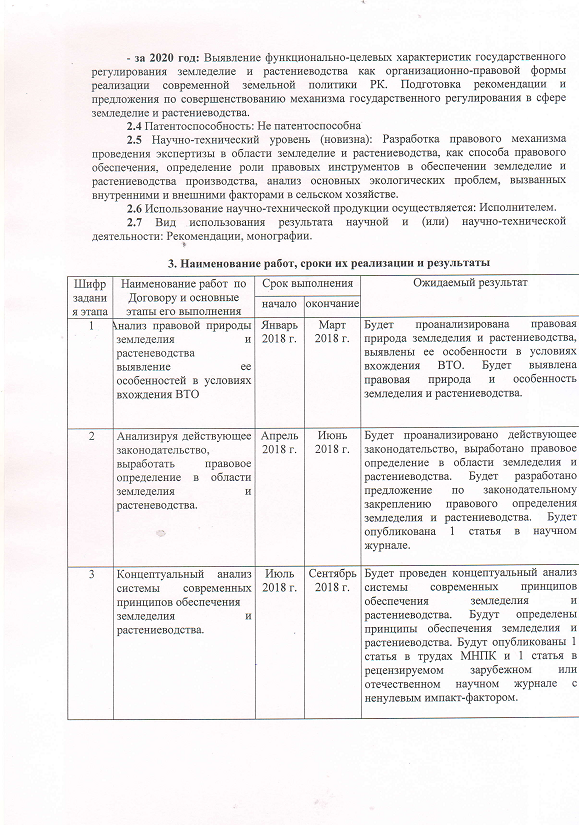 - за 2020 год: Выявление функционально-целевых характеристик государственного
регулирования земледелие и растениеводства как организационно-правовой формы
реализации современной земельной политики РК. Подготовка рекомендации и
предложения по совершенствованию механизма государственного регулирования в сфере
земледелие и растениеводства.
2.4 Патентоспособность: Не патентоспособна
2.5 Научно-технический уровень (новизна): Разработка правового механизма
проведения экспертизы в области земледелие и растениеводства, как способа правового
обеспечения, определение роли правовых инструментов в обеспечении земледелие и
растениеводства производства, анализ основных экологических проблем, вызванных
внутренними и внешними факторами в сельском хозяйстве.
2.6 Использование научно-технической продукции осуществляется: Исполнителем.
2.7 Вид использования результата научной и (или) научно-технической
деятельности: Рекомендации, монографии.
3. Наименование работ, сроки их реализации и результаты
Шифр
задани
я этапа
Наименование работ по
Договору и основные
этапы его выполнения
Срок выполнения
начало
окончание
Ожидаемый результат
1
Анализ правовой природы
земледелия и
растеневодства
выявление ее
особенностей в условиях
вхождения ВТО
Январь
2018 г.
Март
2018 г.
Будет проанализирована правовая
природа земледелия и растениеводства,
выявлены ее особенности в условиях
вхождения ВТО. Будет выявлена
правовая природа и особенность
земледелия и растениеводства.
2
Анализируя действующее
законодательство,
выработать правовое
определение в области
земледелия и
растеневодства.
Апрель
2018 г.
Июнь
2018 г.
Будет проанализировано действующее
законодательство, выработано правовое
определение в области земледелия и
растениеводства. Будет разработано
предложение по законодательному
закреплению правового определения
земледелия и растениеводства. Будет
опубликована 1 статья в научном
журнале.
3
Концептуальный анализ
системы современных
принципов обеспечения
земледелия и
растениеводства.
Июль
2018 г.
Сентябрь
2018 г.
Будет проведен концептуальный анализ
системы современных принципов
обеспечения земледелия и
растениеводства. Будут определены
принципы обеспечения земледелия и
растениеводства. Будут опубликованы 1
статья в трудах МНПК и 1 статья в
рецензируемом зарубежном или
отечественном научном журнале с
ненулевым импакт-фактором.